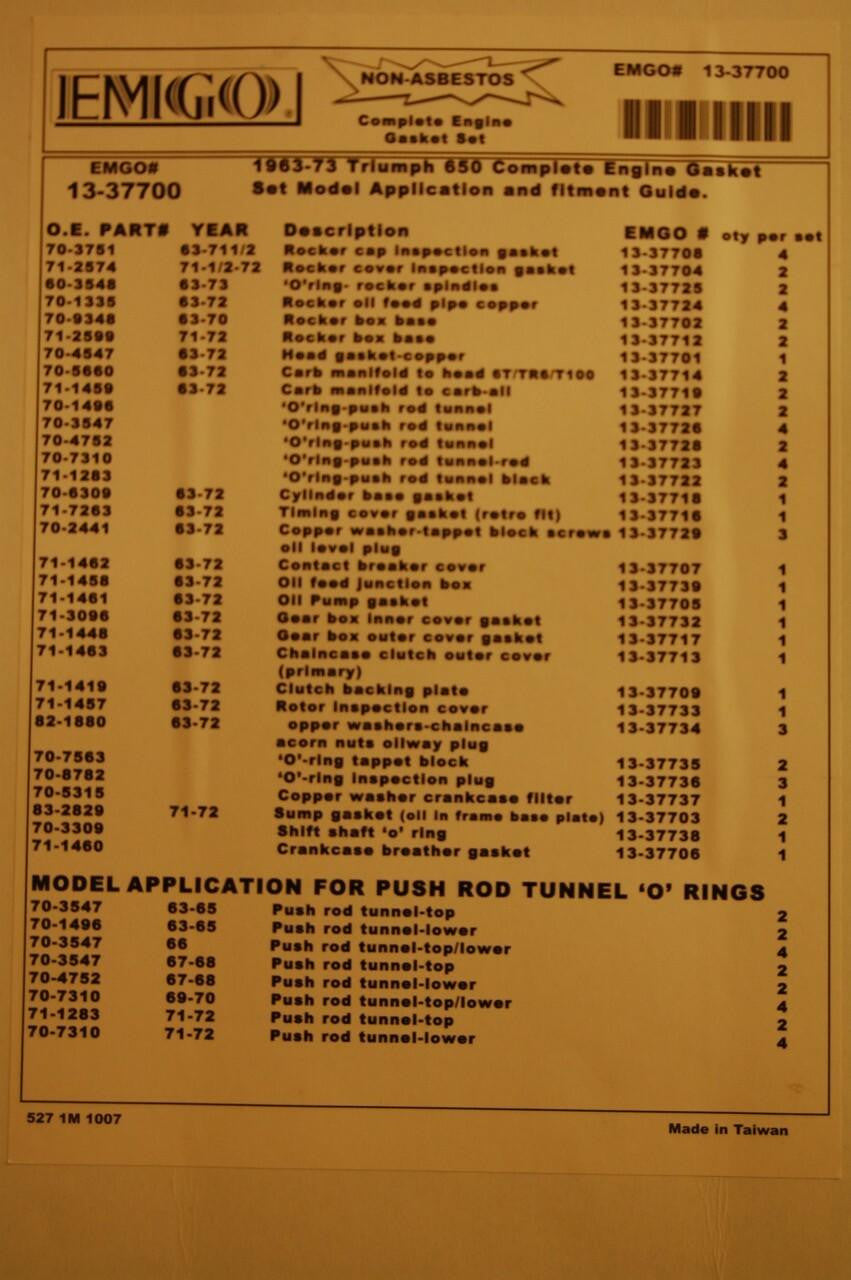 EMGO
NON-ASBESTOS
Complete Engine
Gasket Set
EMGO# 13-37700
EMGO#
13-37700
1963-73 Triumph 650 Complete Engine Gasket
Set Model Application and fitment Guide.
O.E. PART# YEAR Description EMGO # QTY per set
70-3751 63-711/2 Rocker cap inspection gasket 13-37708 4
71-2574 71-1/2-72 Rocker cover inspection gasket 13-37704 2
60-3548 63-73 'O'ring- rocker spindles 13-37725 2
70-1335 63-72 Rocker oil feed pipe copper 13-37724 4
70-9348 63-70 Rocker box base 13-37702 2
71-2599 71-72 Rocker box base 13-37712 2
70-4547 63-72 Head gasket-copper 13-37701 1
70-5660 63-72 Carb manifold to head 6T/TR6/T100 13-37714 2
71-1459 63-72 Carb manifold to carb-all 13-37719 2
70-1496 'O'ring-push rod tunnel 13-37727 2
70-3547 'O'ring-push rod tunnel 13-37726 4
70-4752 'O'ring-push rod tunnel 13-37728 2
70-7310 'O'ring-push rod tunnel-red 13-37723 4
71-1283 'O'ring-push rod tunnel black 13-37722 2
70-6309 63-72 Cylinder base gasket 13-37718 1
71-7263 63-72 Timing cover gasket (retro fit) 13-37716 1
70-2441 63-72 Copper washer-tappet block screws 13-37729 3
oil level plug
71-1462 63-72 Contact breaker cover 13-37707 1
71-1458 63-72 Oil feed junction box 13-37739 1
71-1461 63-72 Oil Pump gasket 13-37705 1
71-3096 63-72 Gear box inner cover gasket 13-37732 1
71-1448 63-72 Gear box outer cover gasket 13-37717 1
71-1463 63-72 Chaincase clutch outer cover 13-37713 1
(primary)
71-1419 63-72 Clutch backing plate 13-37709 1
71-1457 63-72 Rotor inspection cover 13-37733 1
82-1880 63-72 opper washers-chaincase 13-37734 3
acorn nuts oilway plug
70-7563 'O'-ring tappet block 13-37735 2
70-8782 'O'-ring inspection plug 13-37736 3
70-5315 Copper washer crankcase filter 13-37737 1
83-2829 71-72 Sump gasket (oil in frame base plate) 13-37703 2
70-3309 Shift shaft 'o' ring 13-37738 1
71-1460 Crankcase breather gasket 13-37706 1
MODEL APPLICATION FOR PUSH ROD TUNNEL 'O' RINGS
70-3547 63-65 Push rod tunnel-top 2
70-1496 63-65 Push rod tunnel-lower 2
70-3547 66 Push rod tunnel-top/lower 4
70-3547 67-68 Push rod tunnel-top 2
70-4752 67-68 Push rod tunnel-lower 2
70-7310 69-70 Push rod tunnel-top/lower 4
71-1283 71-72 Push rod tunnel-top 2
70-7310 71-72 Push rod tunnel-lower 4
527 1M 1007
Made in Taiwan